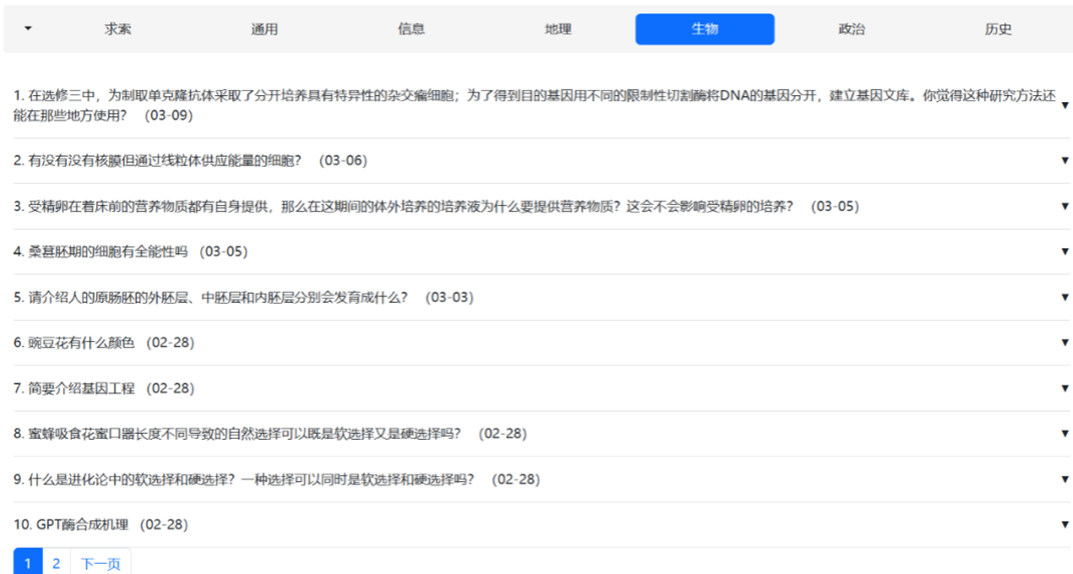 求索 通用 信息 地理 生物 政治 历史
1. 在选修三中，为制取单克隆抗体采取了分开培养具有特异性的杂交瘤细胞；为了得到目的基因用不同的限制性切割酶将DNA的基因分开，建立基因文库。你觉得这种研究方法还
能在那些地方使用？ （03-09）
2. 有没有没有核膜但通过线粒体供应能量的细胞？ （03-06）
3. 受精卵在着床前的营养物质都有自身提供，那么在这期间的体外培养的培养液为什么要提供营养物质？这会不会影响受精卵的培养？ （03-05）
4. 桑葚胚期的细胞有全能性吗 （03-05）
5. 请介绍人的原肠胚的外胚层、中胚层和内胚层分别会发育成什么？ （03-03）
6. 豌豆花有什么颜色 （02-28）
7. 简要介绍基因工程 （02-28）
8. 蜜蜂吸食花蜜口器长度不同导致的自然选择可以既是软选择又是硬选择吗？ （02-28）
9. 什么是进化论中的软选择和硬选择？一种选择可以同时是软选择和硬选择吗？ （02-28）
10. GPT酶合成机理 （02-28）
1 2 下一页